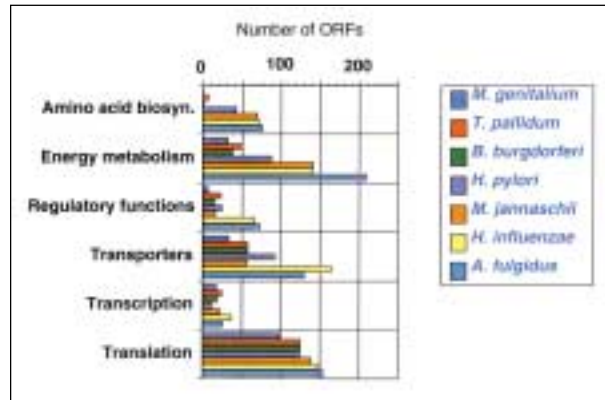 Number of ORFs
0 100 200
Amino acid biosyn.
Energy metabolism
Regulatory functions
Transporters
Transcription
Translation
M. genitalium
T. pallidum
B. burgdorferi
H. pylori
M. jannaschii
H. influenzae
A. fulgidus